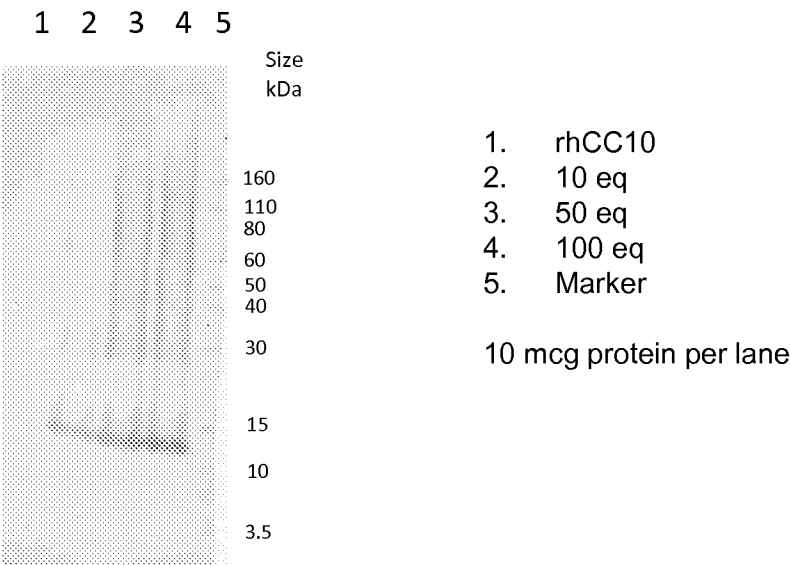 1 2 3 4 5
Size
kDa
160
110
80
60
50
40
30
15
10
3.5
1. rhCC10
2. 10 eq
3. 50 eq
4. 100 eq
5. Marker
10 mcg protein per lane